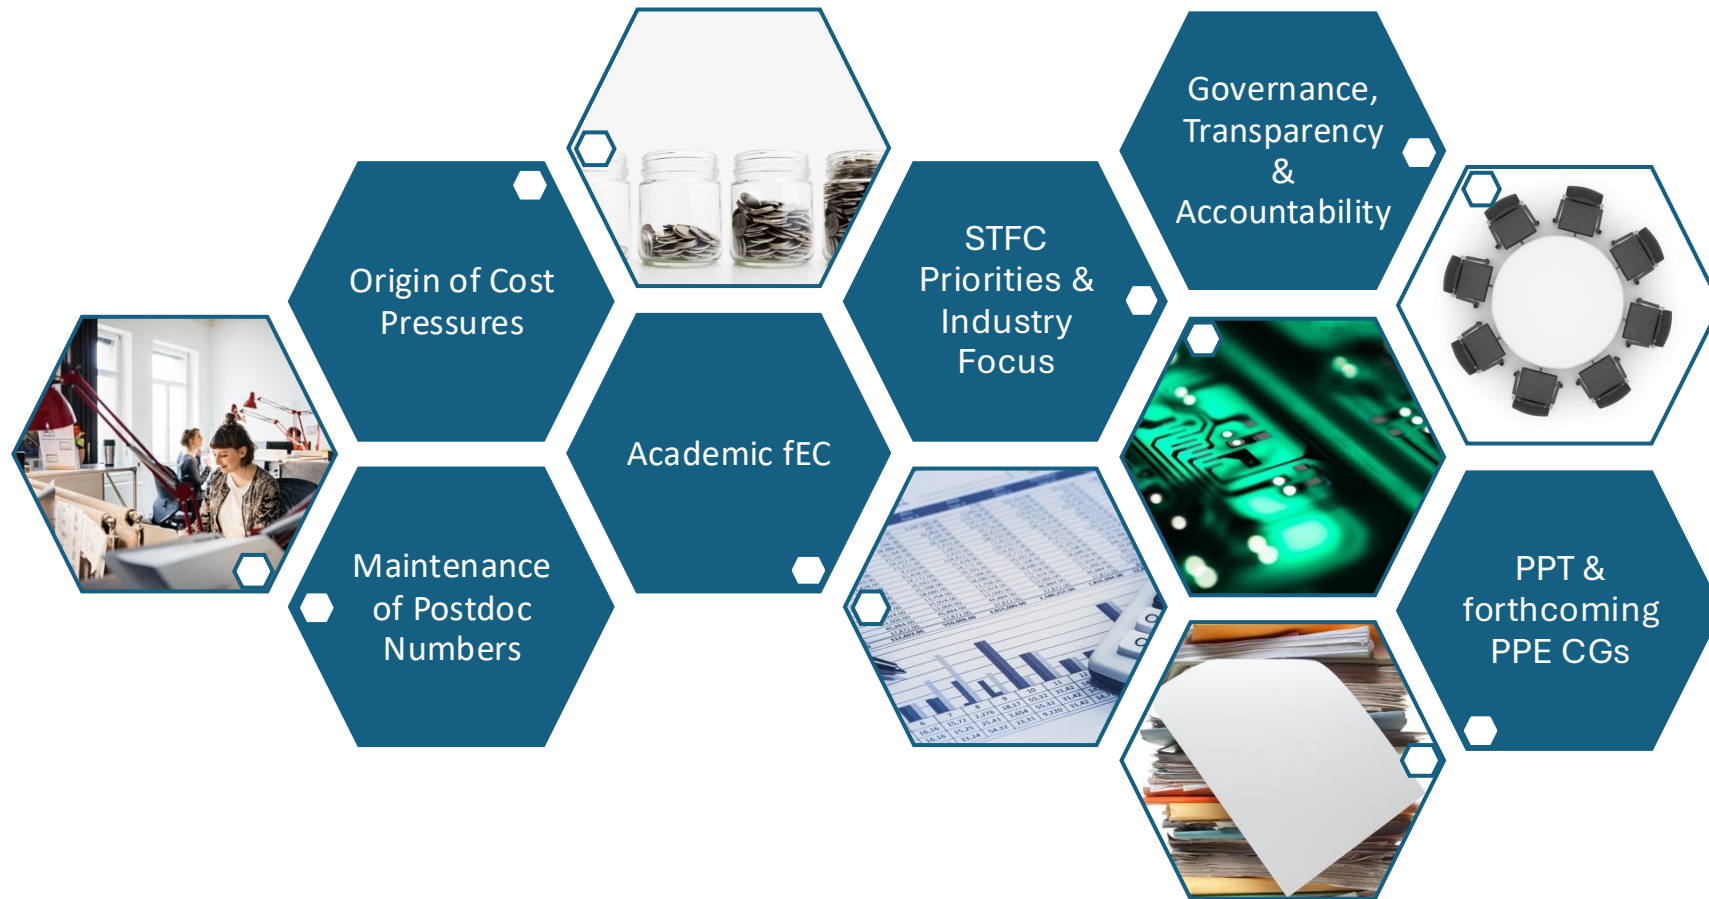 Origin of Cost
Pressures
Maintenance
of Postdoc
Numbers
Academic fEC
STFC
Priorities &
Industry
Focus
Governance,
Transparency
&
Accountability
PPT &
forthcoming
PPE CGs